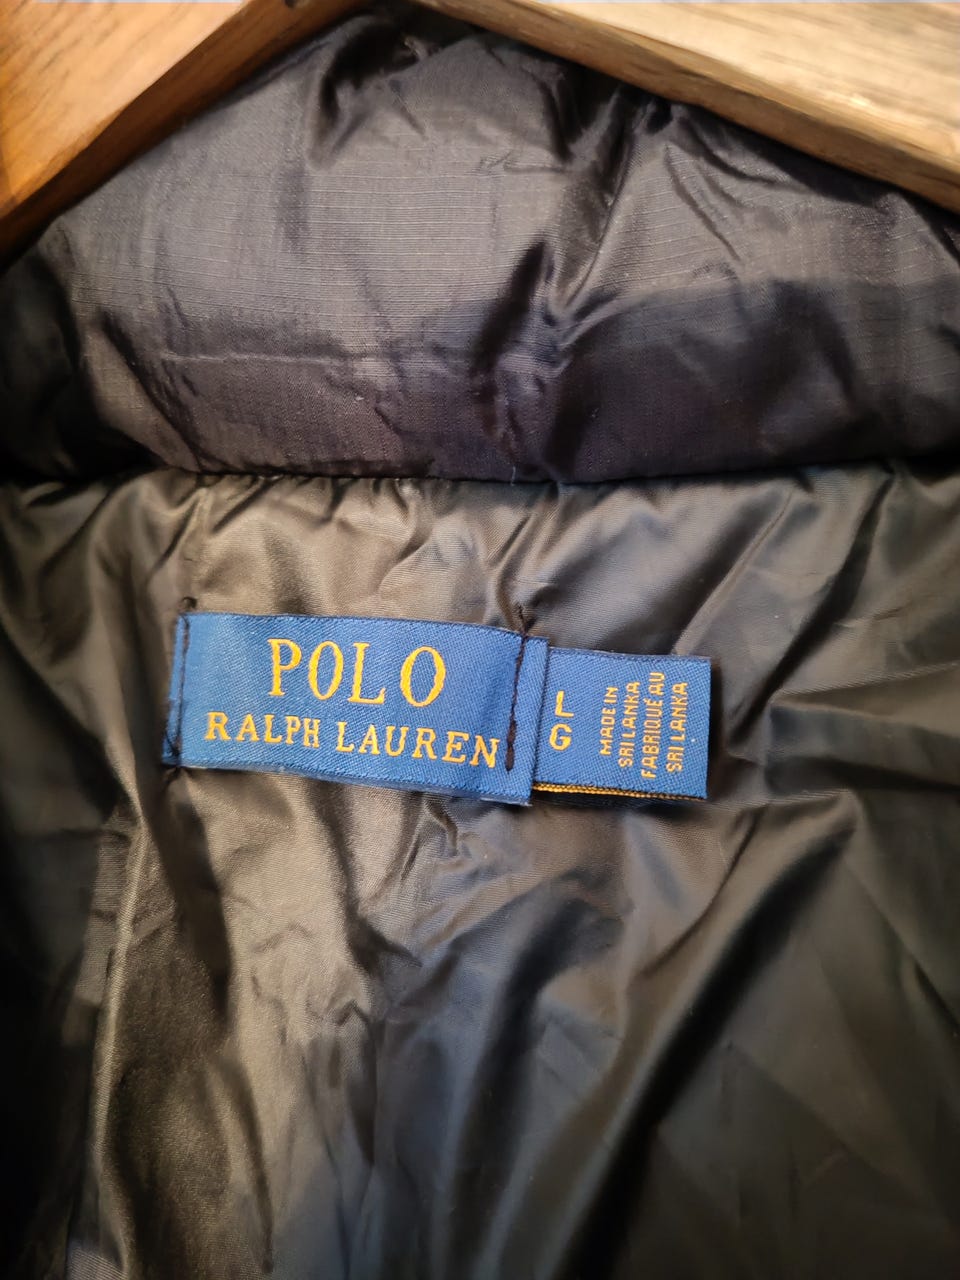 POLO
RALPH LAUREN
L
G
MADE IN
SRI LANKA
FABRIQUÉ AU
SRI LANKA